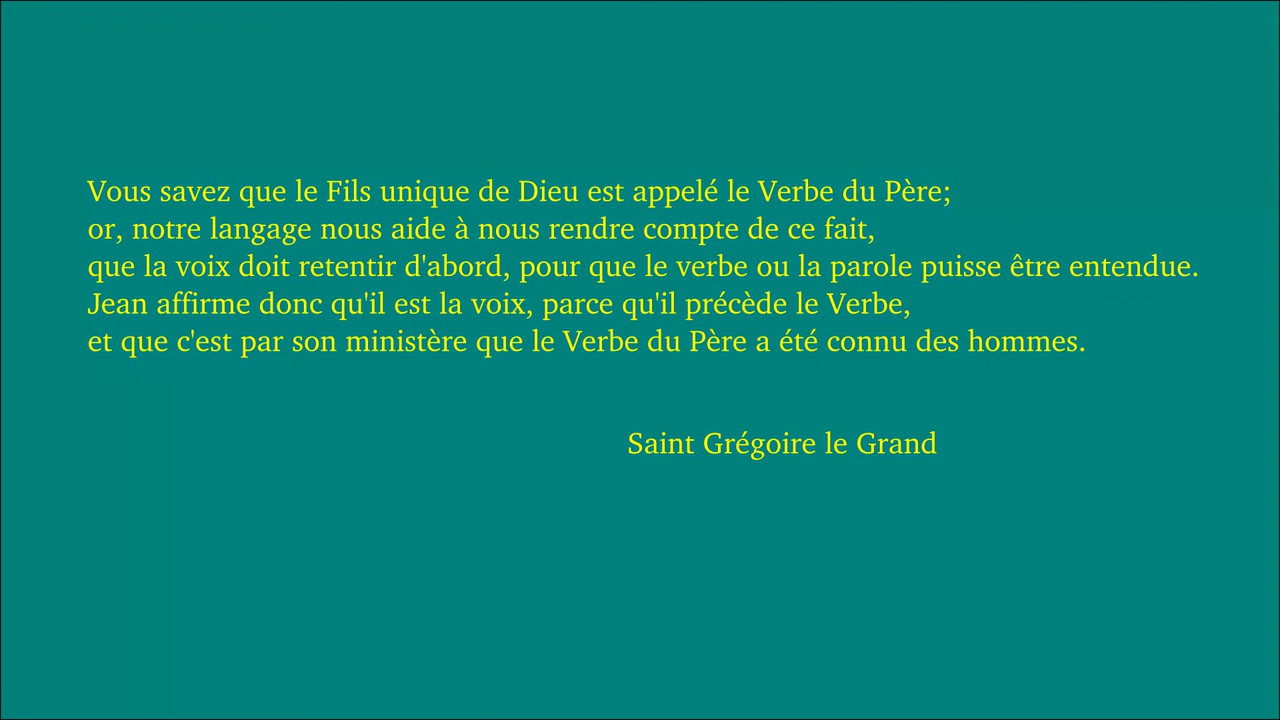 Vous savez que le Fils unique de Dieu est appelé le Verbe du Père;
or, notre langage nous aide à nous rendre compte de ce fait,
que la voix doit retentir d'abord, pour que le verbe ou la parole puisse être entendue.
Jean affirme donc qu'il est la voix, parce qu'il précède le Verbe,
et que c'est par son ministère que le Verbe du Père a été connu des hommes.
Saint Grégoire le Grand